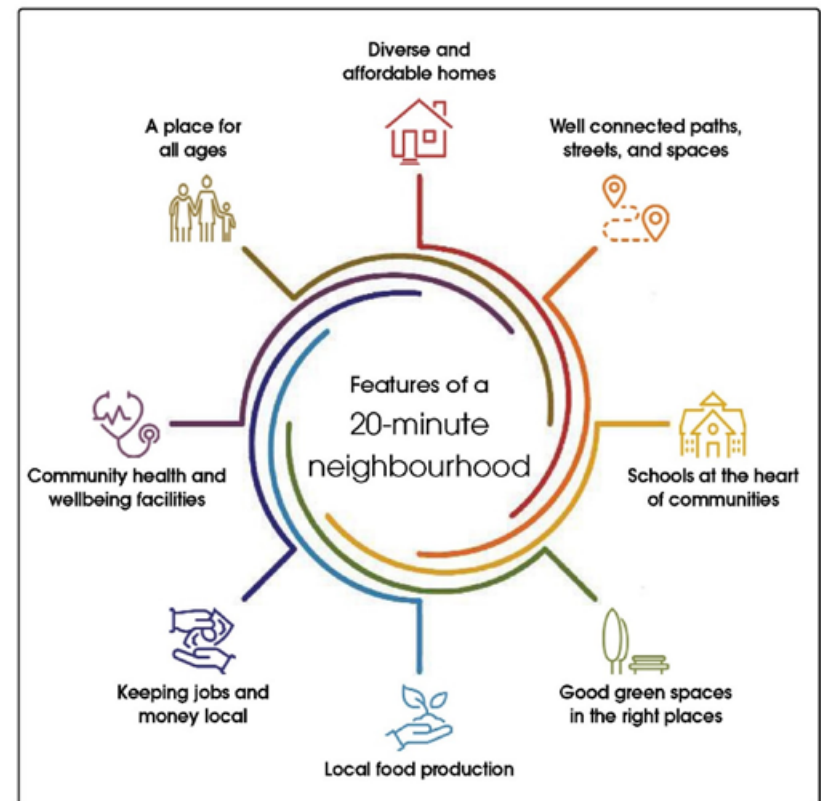 Diverse and
affordable homes
A place for
all ages
Well connected paths,
streets, and spaces
Features of a
20-minute
neighbourhood
Community health and
wellbeing facilities
Schools at the heart
of communities
Keeping jobs and
money local
Good green spaces
in the right places
Local food production